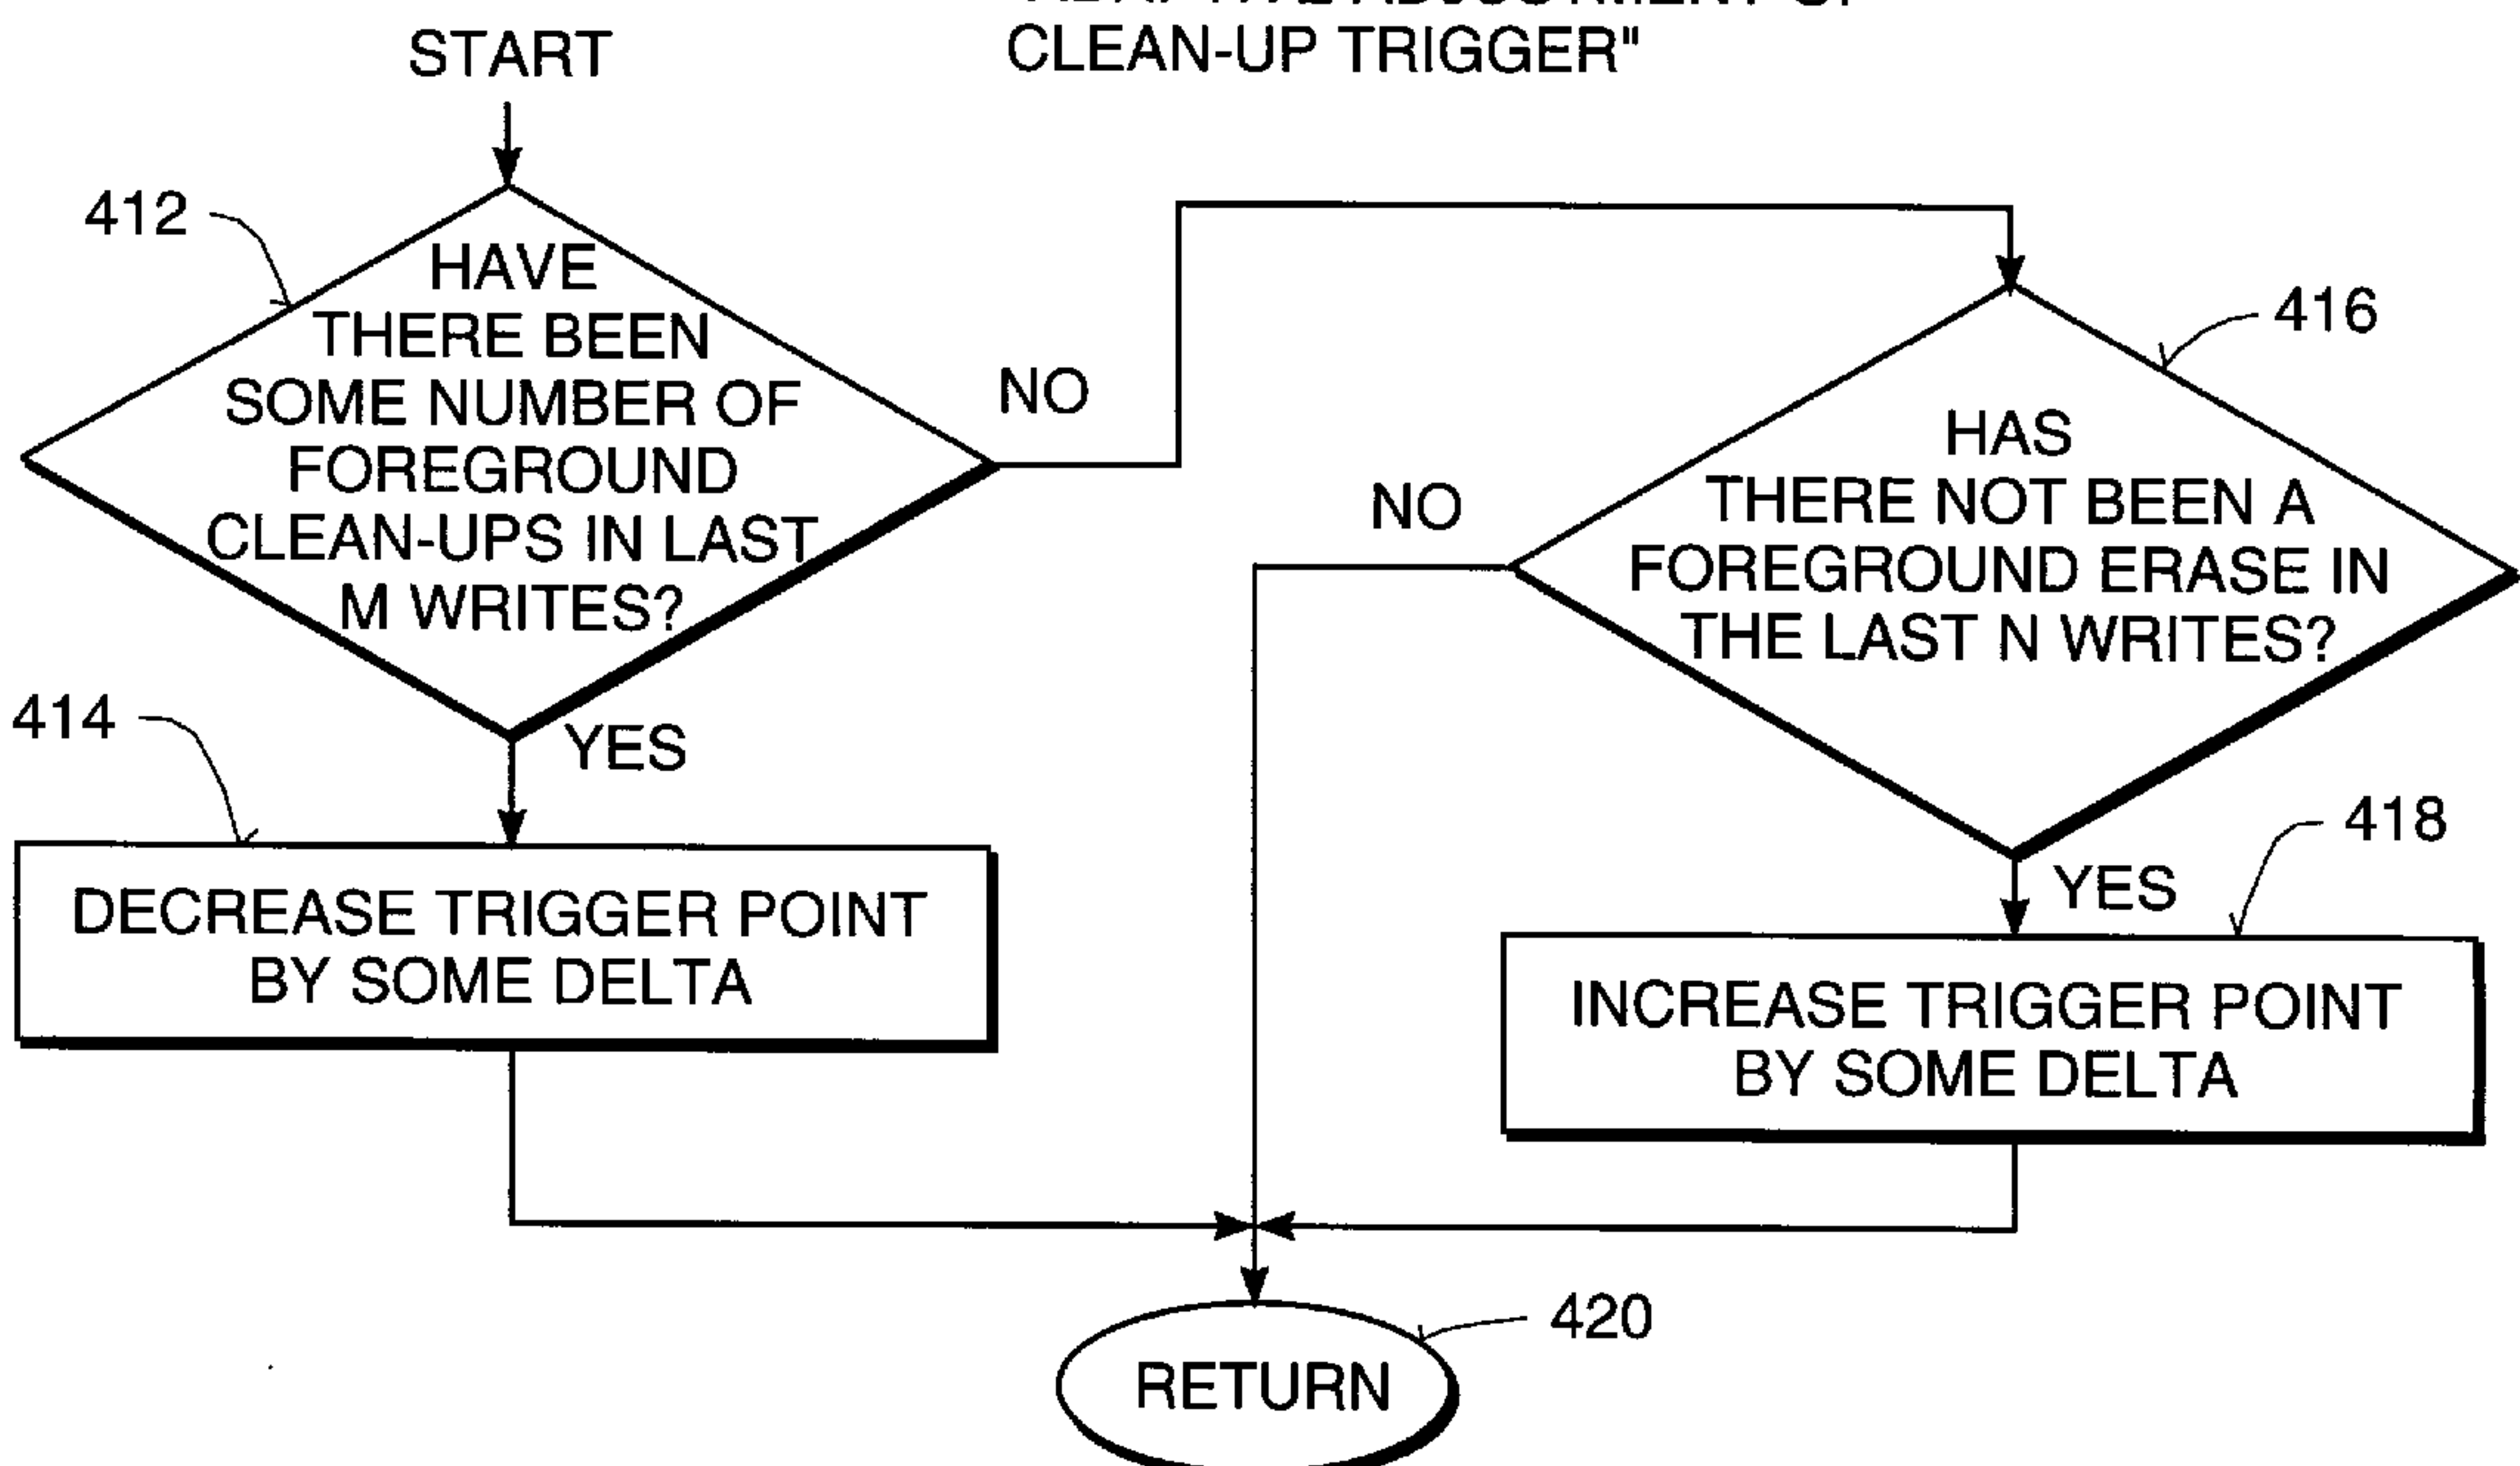 START
CLEAN-UP TRIGGER"
412
HAVE
THERE BEEN
SOME NUMBER OF
FOREGROUND
CLEAN-UPS IN LAST
M WRITES?
NO
416
HAS
THERE NOT BEEN A
FOREGROUND ERASE IN
THE LAST N WRITES?
NO
414
YES
DECREASE TRIGGER POINT
BY SOME DELTA
418
YES
INCREASE TRIGGER POINT
BY SOME DELTA
420
RETURN